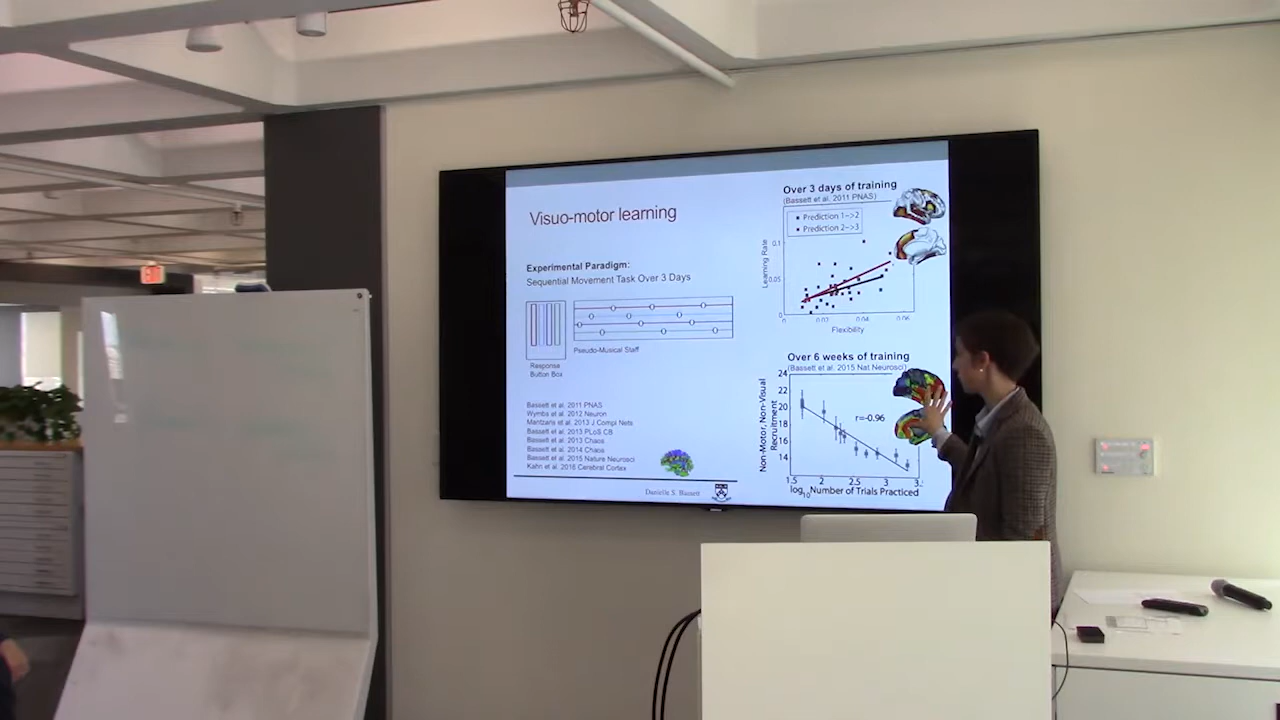 Visuo-motor learning
Experimental Paradigm:
Sequential Movement Task Over 3 Days
Response
Button Box
Pseudo-Musical Staff
Bassett et al. 2011 PNAS
Wymbs et al. 2012 Neuron
Mantzaris et al. 2013 J Compl Nets
Bassett et al. 2013 PLoS CB
Bassett et al. 2013 Chaos
Bassett et al. 2014 Chaos
Bassett et al. 2015 Nature Neurosci
Kahn et al. 2016 Cerebral Cortex
Danielle S. Bassett
Over 3 days of training
(Bassett et al. 2011 PNAS)
Prediction 1->2
Prediction 2->3
Learning Rate
0.1
0.05
0
0 0.02 0.04 0.06
Flexibility
Over 6 weeks of training
(Bassett et al. 2015 Nat Neurosci)
Non-Motor, Non-Visual
Recruitment
24
22
20
18
16
14
r=-0.96
1.5 2 2.5 3 3.
log10Number of Trials Practiced
EXIT